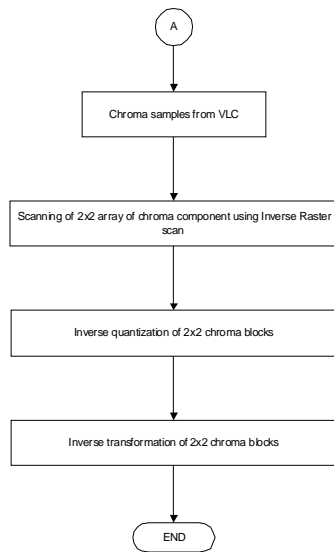 A
Chroma samples from VLC
Scanning of 2x2 array of chroma component using Inverse Raster
scan
Inverse quantization of 2x2 chroma blocks
Inverse transformation of 2x2 chroma blocks
END